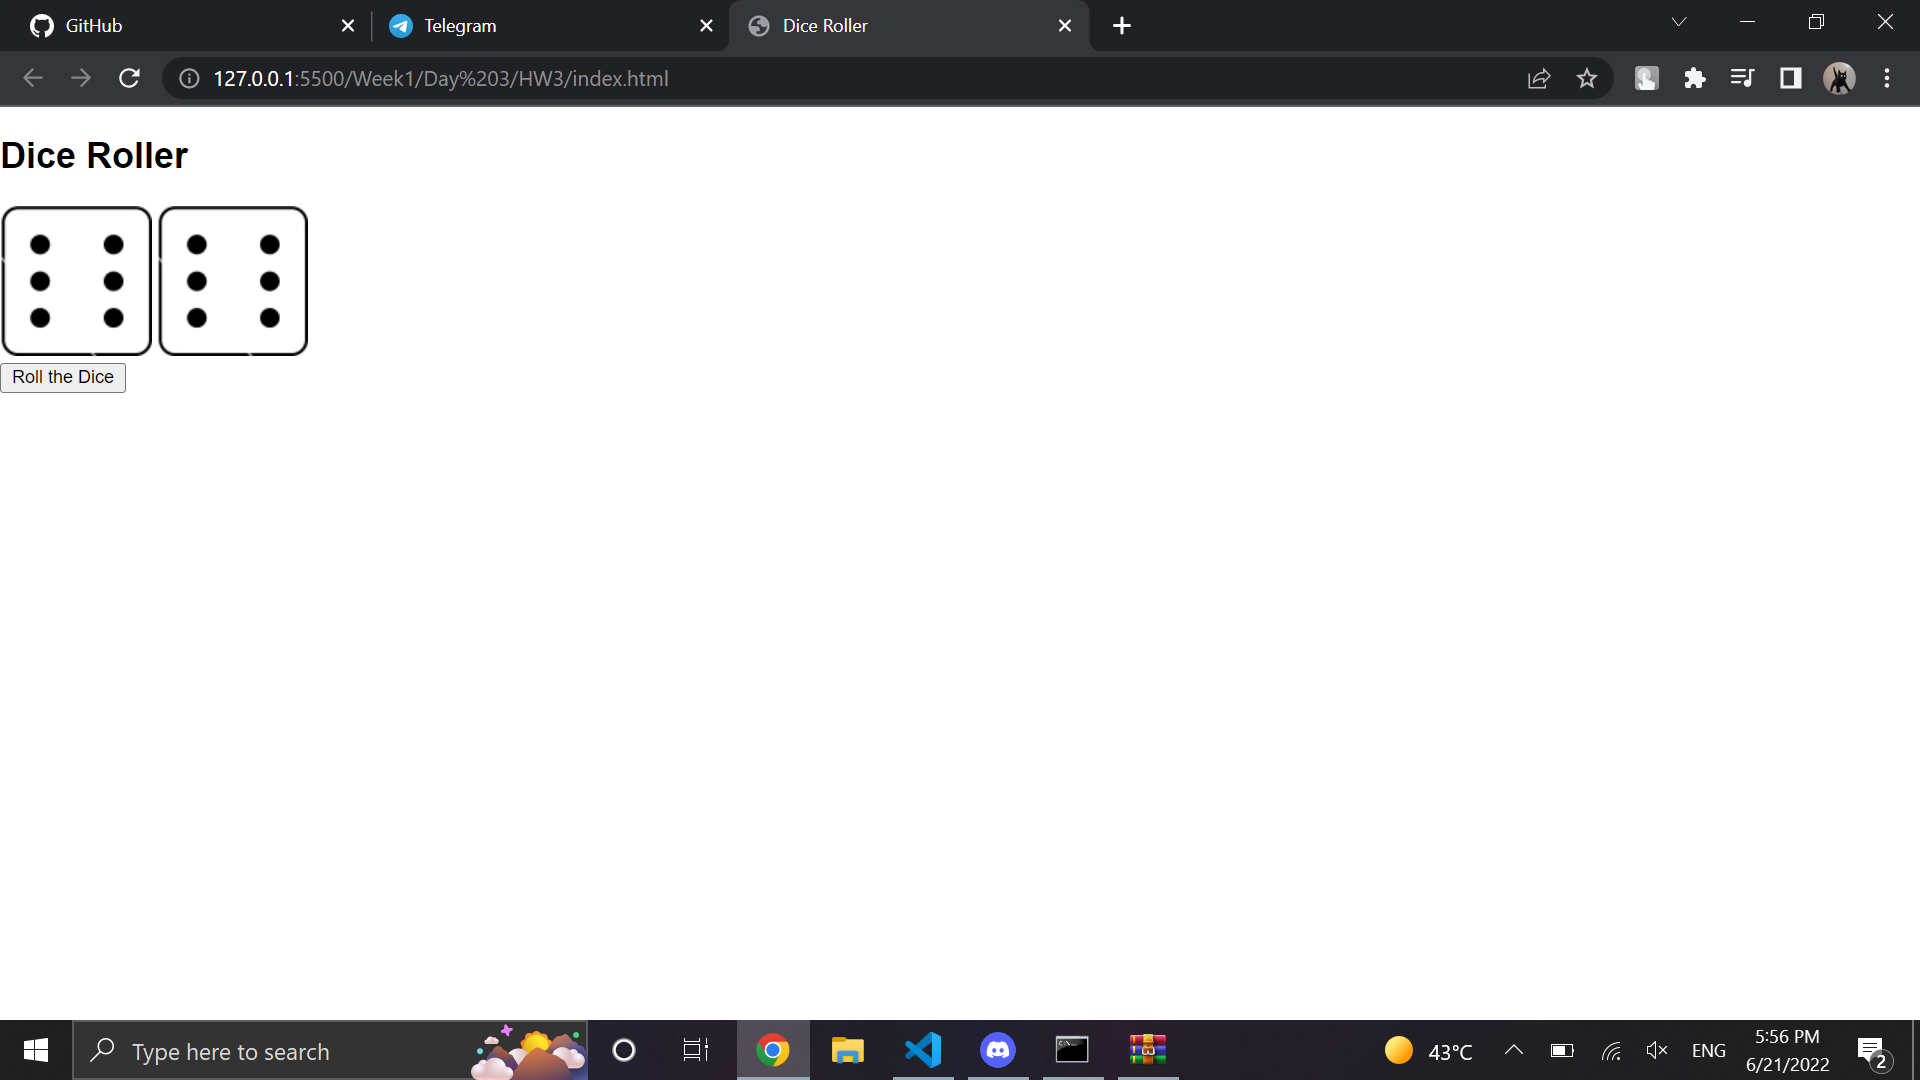 GitHub
Telegram
Dice Roller
127.0.0.1:5500/Week1/Day%203/HW3/index.html
Dice Roller
Roll the Dice
Type here to search
43°C
ENG
5:56 PM
6/21/2022
2